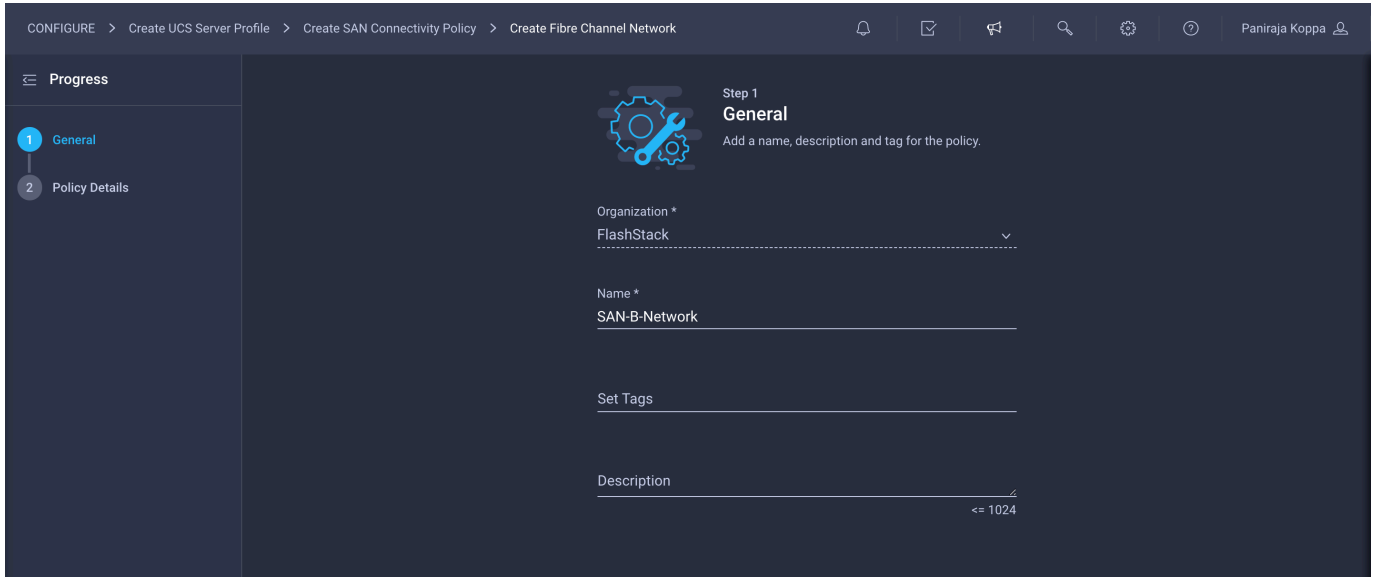 CONFIGURE > Create UCS Server Profile > Create SAN Connectivity Policy > Create Fibre Channel Network
Paniraja Koppa
Progress
1 General
2 Policy Details
Step 1
General
Add a name, description and tag for the policy.
Organization *
FlashStack
Name *
SAN-B-Network
Set Tags
Description
<= 1024